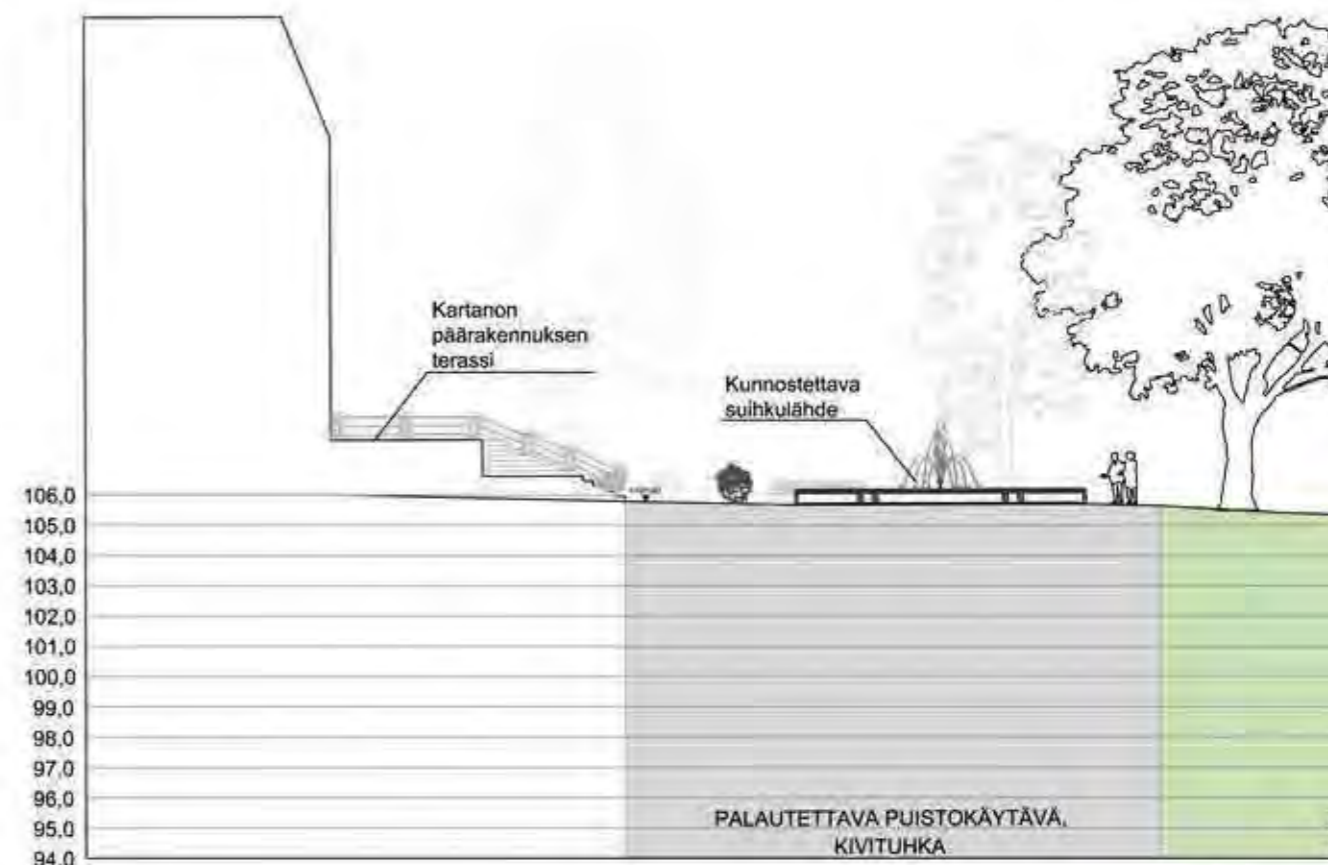 Kartanon
päärakennuksen
terassi
Kunnostettava
suihkulähde
106,0
105,0
104,0
103,0
102,0
101,0
100,0
99,0
98,0
97,0
96,0
95,0
94,0
PALAUTETTAVA PUISTOKÄYTÄVÄ,
KIVITUHKA